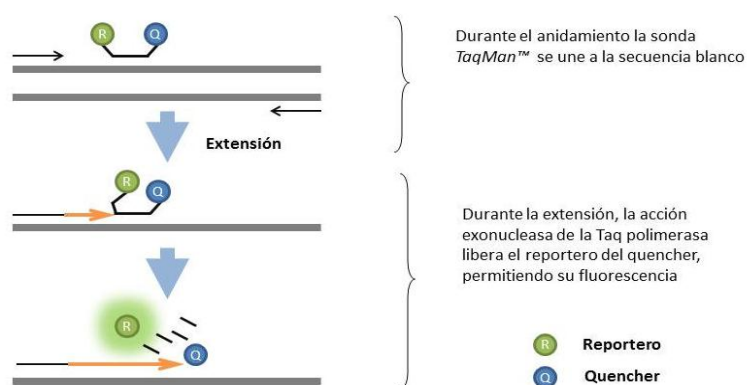 R
Q
Durante el anidamiento la sonda
TaqMan™ se une a la secuencia blanco
Extensión
R
Q
Durante la extensión, la acción
exonucleasa de la Taq polimerasa
libera el reportero del quencher,
permitiendo su fluorescencia
R
Q
R Reportero
Q Quencher